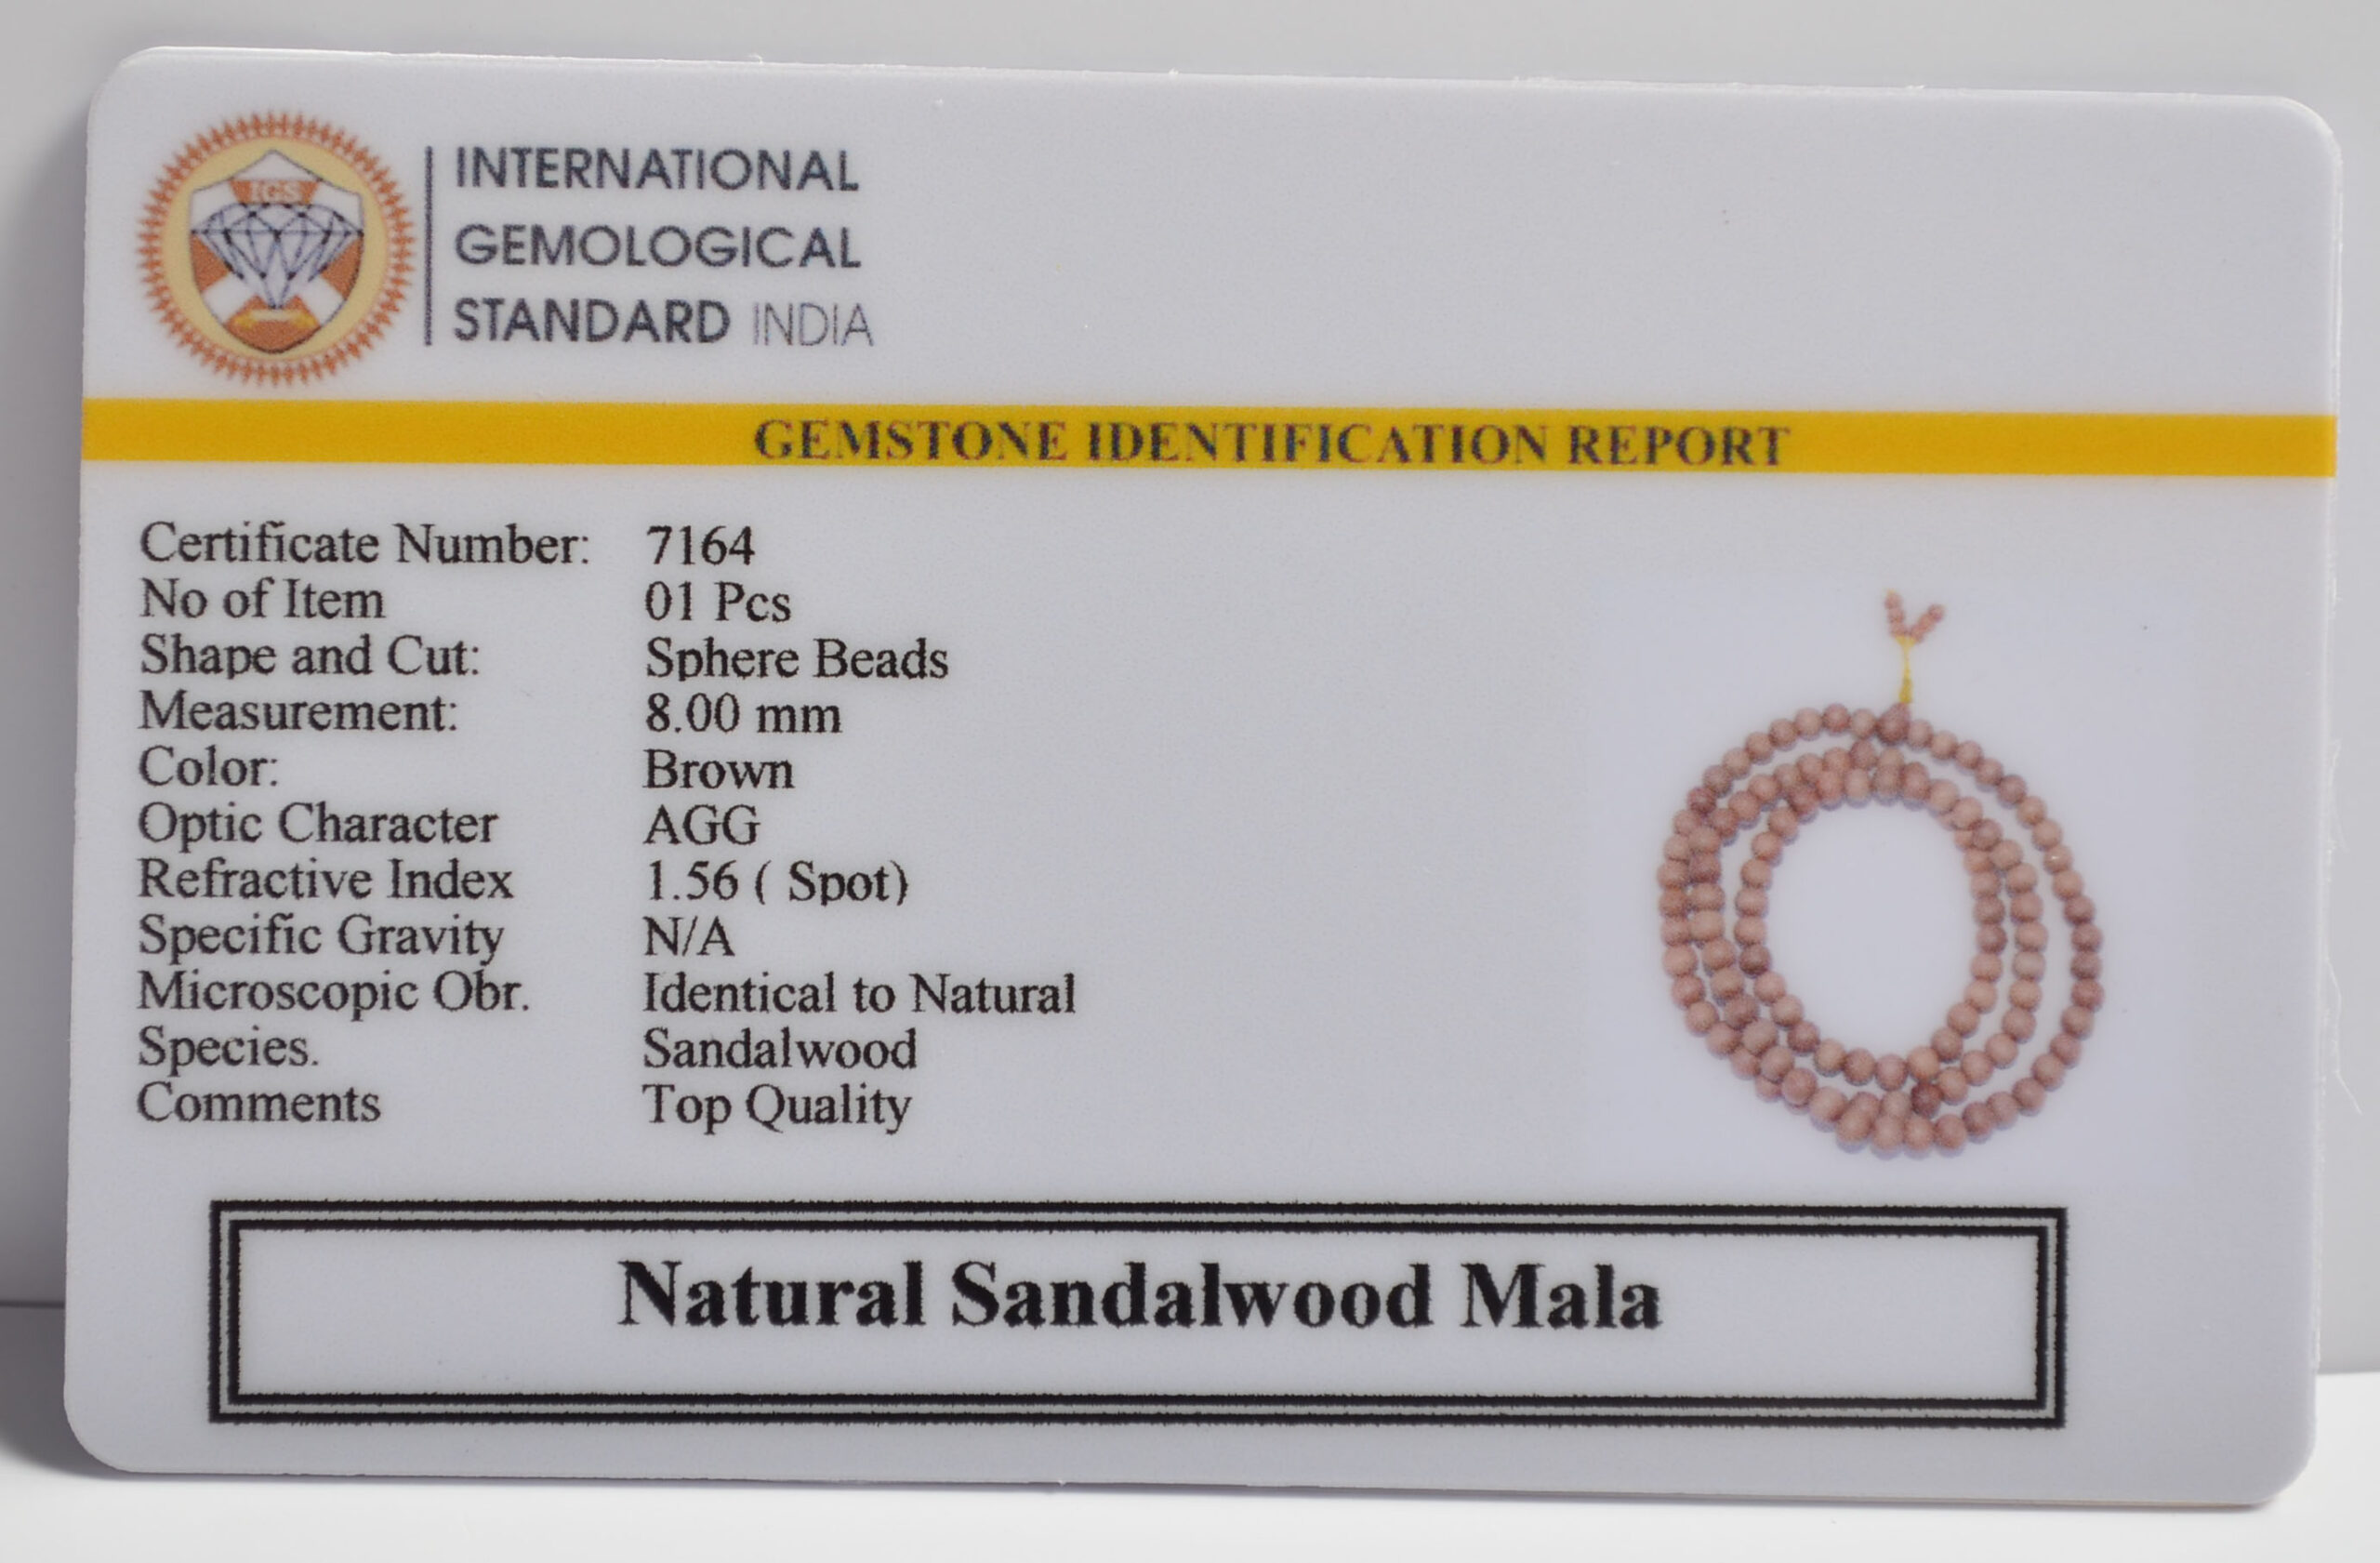 IGS
INTERNATIONAL
GEMOLOGICAL
STANDARD INDIA
GEMSTONE IDENTIFICATION REPORT
Certificate Number: 7164
No of Item 01 Pcs
Shape and Cut: Sphere Beads
Measurement: 8.00 mm
Color: Brown
Optic Character AGG
Refractive Index 1.56 ( Spot)
Specific Gravity N/A
Microscopic Obr. Identical to Natural
Species. Sandalwood
Comments Top Quality
Natural Sandalwood Mala